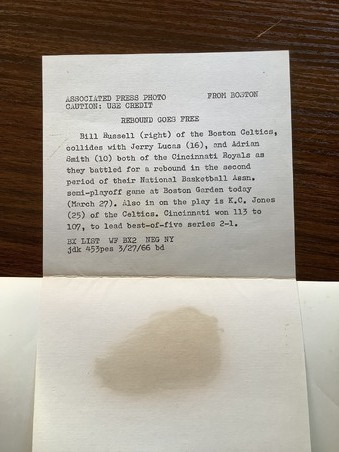 ASSOCIATED PRESS PHOTO FROM BOSTON
CAUTION: USE CREDIT
REBOUND GOES FREE
Bill Russell (right) of the Boston Celtics,
collides with Jerry Lucas (16), and Adrian
Smith (10) both of the Cincinnati Royals as
they battled for a rebound in the second
period of their National Basketball Assn.
semi-playoff game at Boston Garden today
(March 27). Also in on the play is K.C. Jones
(25) of the Celtics. Cincinnati won 113 to
107, to lead best-of-five series 2-1.
BX LIST WF BX2 NEG NY
jdk 453pes 3/27/66 bd